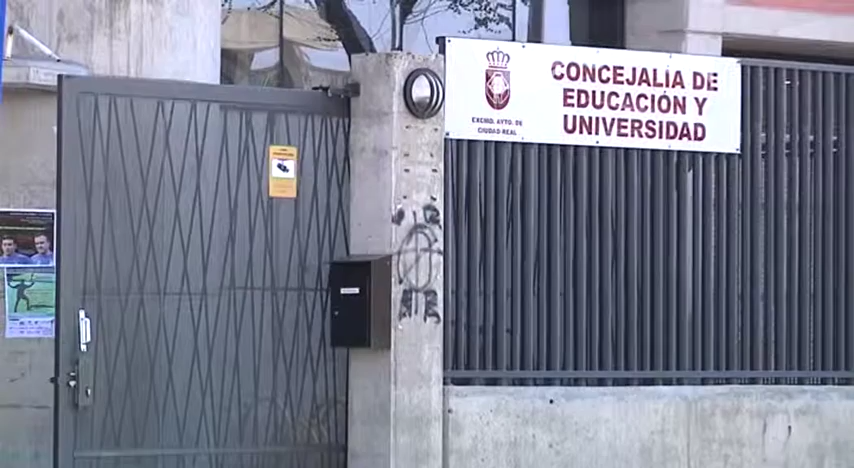 CONCEJALÍA DE
EDUCACIÓN Y
UNIVERSIDAD
EXCMO. AYTO. DE
CIUDAD REAL